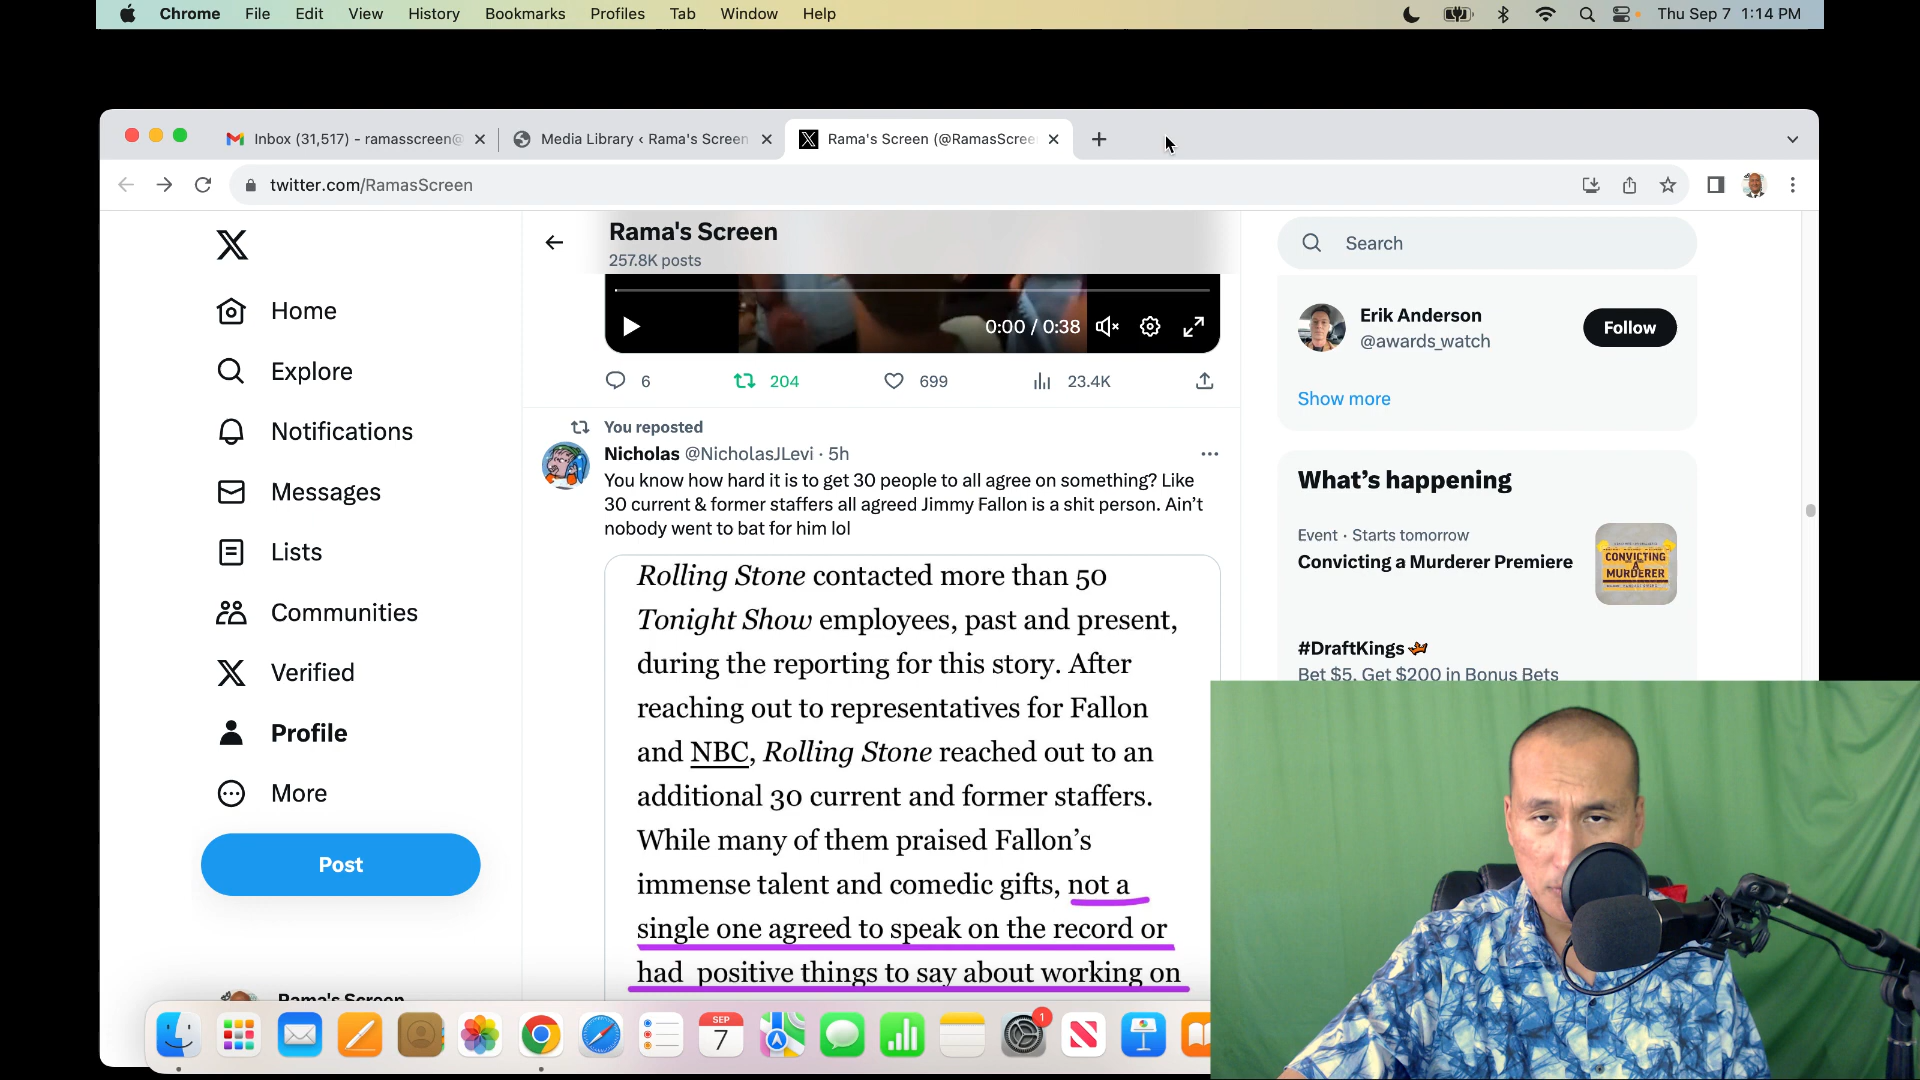 Chrome File Edit View History Bookmarks Profiles Tab Window Help
Thu Sep 7 1:14 PM
Inbox (31,517) - ramasscreen@
Media Library ‹ Rama's Screen
Rama's Screen (@RamasScree
twitter.com/RamasScreen
Home
Explore
Notifications
Messages
Lists
Communities
Verified
Profile
More
Post
Rama's Screen
Rama's Screen
257.8K posts
0:00 / 0:38
6 204 699 23.4K
You reposted
Nicholas @NicholasJLevi · 5h
You know how hard it is to get 30 people to all agree on something? Like
30 current & former staffers all agreed Jimmy Fallon is a shit person. Ain’t
nobody went to bat for him lol
Rolling Stone contacted more than 50
Tonight Show employees, past and present,
during the reporting for this story. After
reaching out to representatives for Fallon
and NBC, Rolling Stone reached out to an
additional 30 current and former staffers.
While many of them praised Fallon’s
immense talent and comedic gifts, not a
single one agreed to speak on the record or
had positive things to say about working on
Search
Erik Anderson
@awards_watch
Follow
Show more
What’s happening
Event · Starts tomorrow
Convicting a Murderer Premiere
CONVICTING
A
MURDERER
#DraftKings
Bet $5, Get $200 in Bonus Bets
SEP
7
1